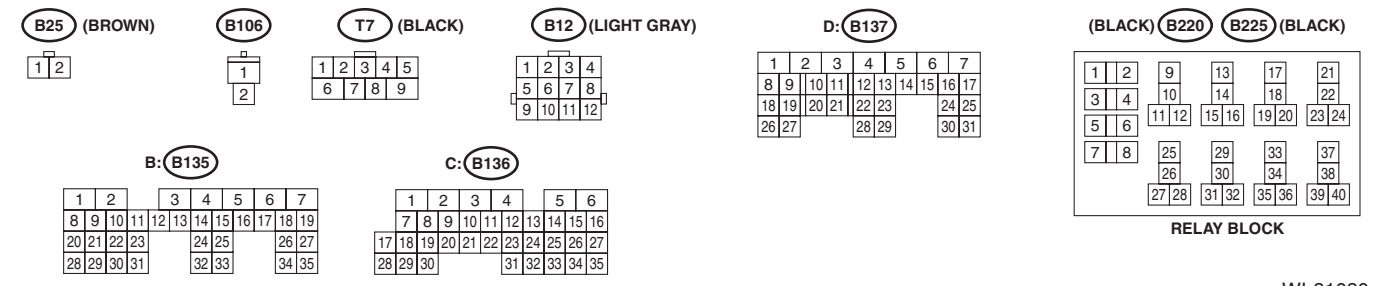 B25 (BROWN)
B106
T7 (BLACK)
B12 (LIGHT GRAY)
D: B137
(BLACK) B220 B225 (BLACK)
1 2
1
2
1 2 3 4 5
6 7 8 9
1 2 3 4
5 6 7 8
9 10 11 12
1 2 3 4 5 6 7
8 9 10 11 12 13 14 15 16 17
18 19 20 21 22 23 24 25
26 27 28 29 30 31
1 2
3 4
5 6
7 8
9 13 17 21
10 14 18 22
11 12 15 16 19 20 23 24
25 29 33 37
26 30 34 38
27 28 31 32 35 36 39 40
RELAY BLOCK
B: B135
1 2 3 4 5 6 7
8 9 10 11 12 13 14 15 16 17 18 19
20 21 22 23 24 25 26 27
28 29 30 31 32 33 34 35
C: B136
1 2 3 4 5 6
7 8 9 10 11 12 13 14 15 16
17 18 19 20 21 22 23 24 25 26 27
28 29 30 31 32 33 34 35